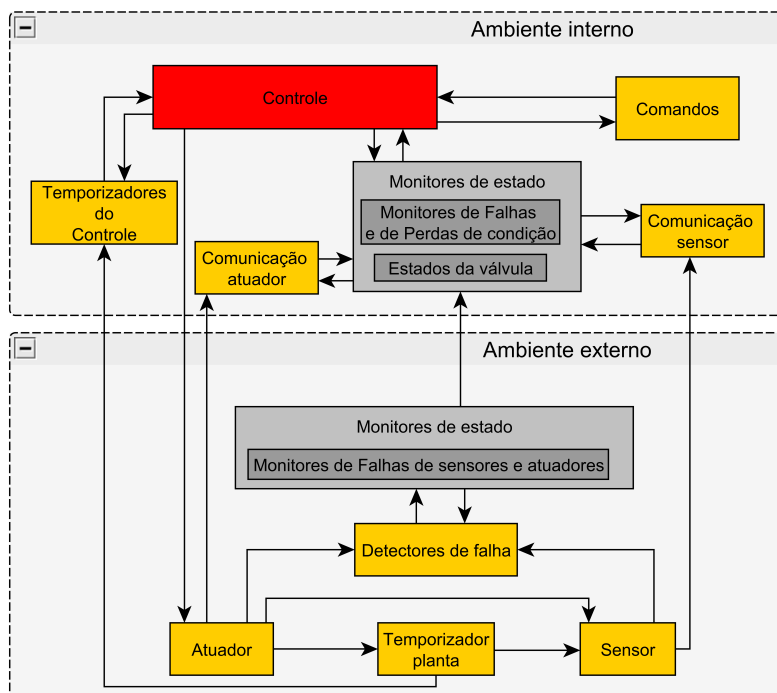 Ambiente interno
Controle
Comandos
Temporizadores
do
Controle
Monitores de estado
Monitores de Falhas
e de Perdas de condição
Estados da válvula
Comunicação
sensor
Comunicação
atuador
Ambiente externo
Monitores de estado
Monitores de Falhas de sensores e atuadores
Detectores de falha
Atuador
Temporizador
planta
Sensor